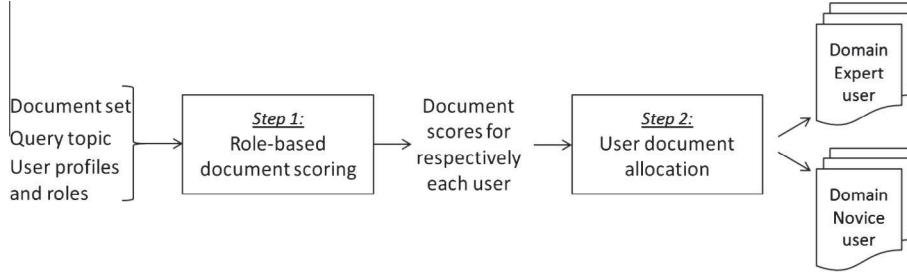 Document set
Query topic
User profiles
and roles
Step 1:
Role-based
document scoring
Document
scores for
respectively
each user
Step 2:
User document
allocation
Domain
Expert
user
Domain
Novice
user